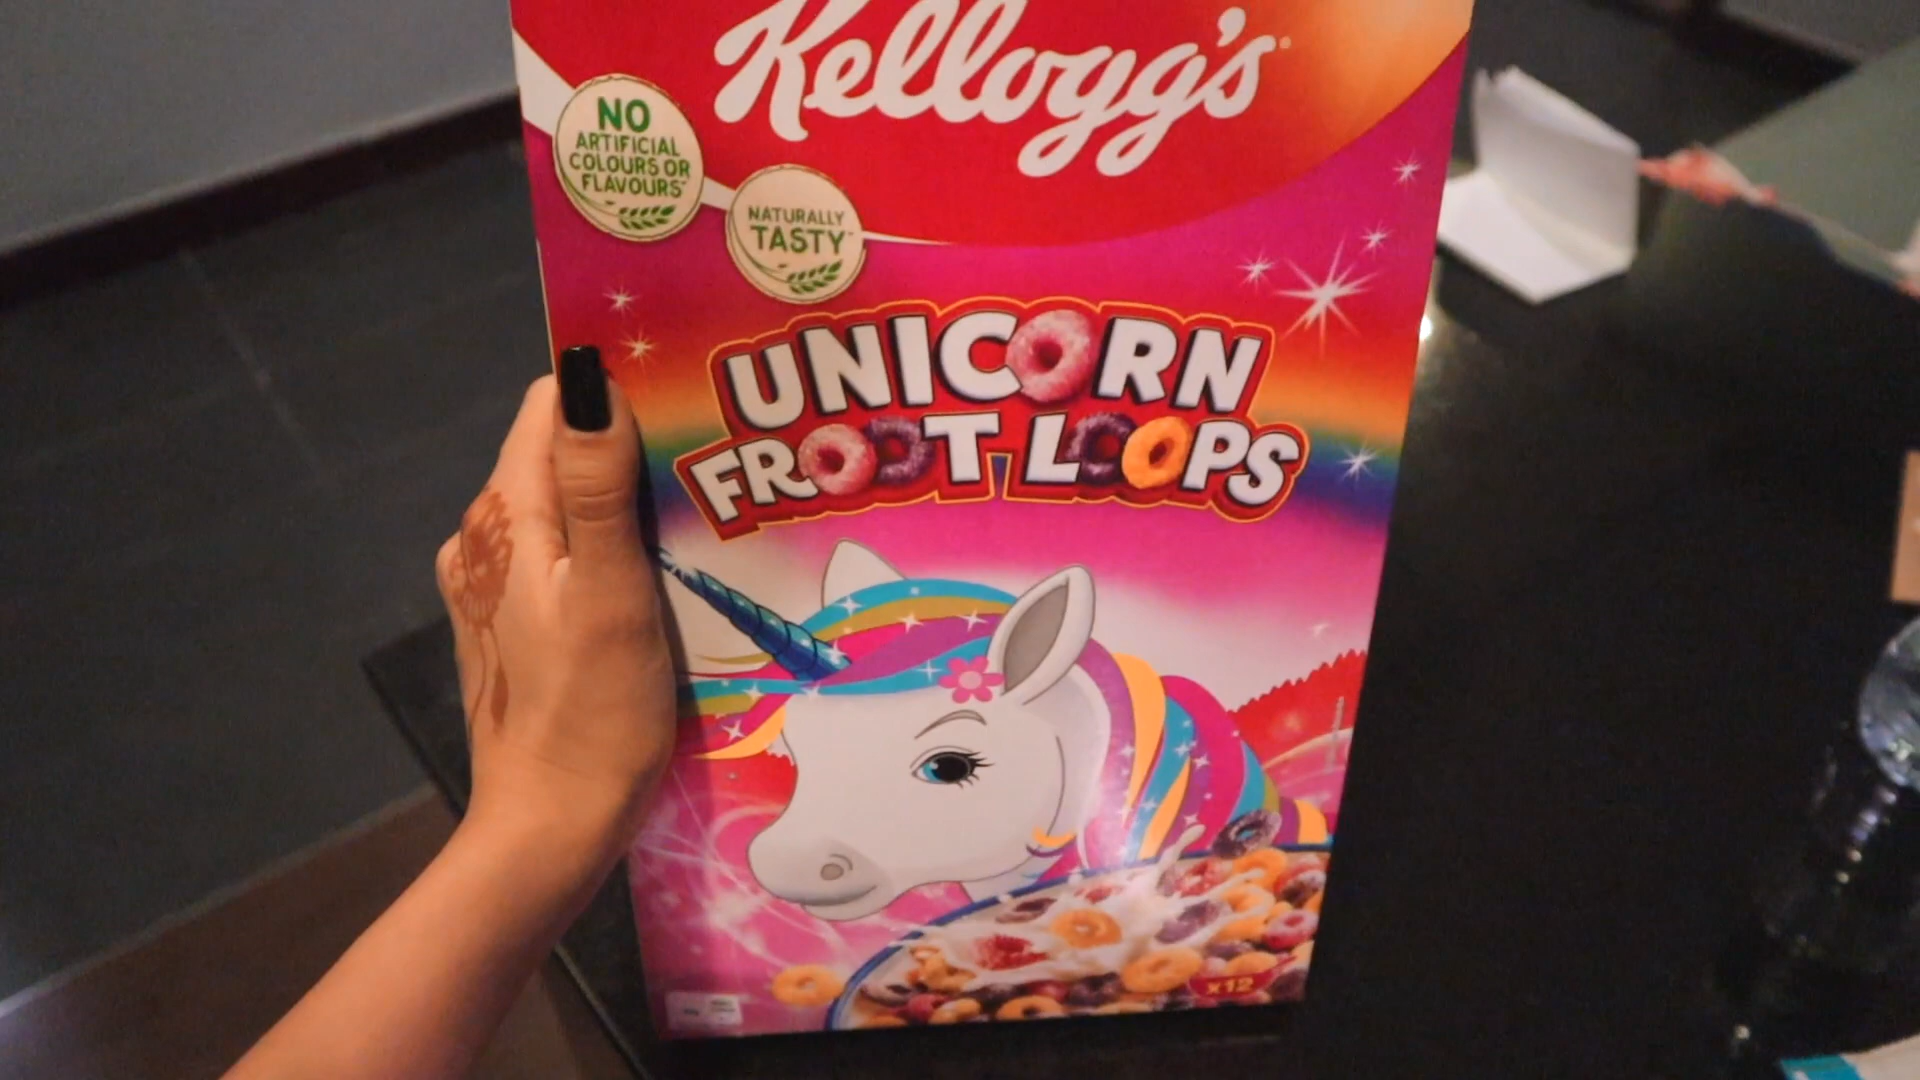 Kellogg's
NO
ARTIFICIAL
COLOURS OR
FLAVOURS
NATURALLY
TASTY
UNICORN
FROOT LOOPS
x12